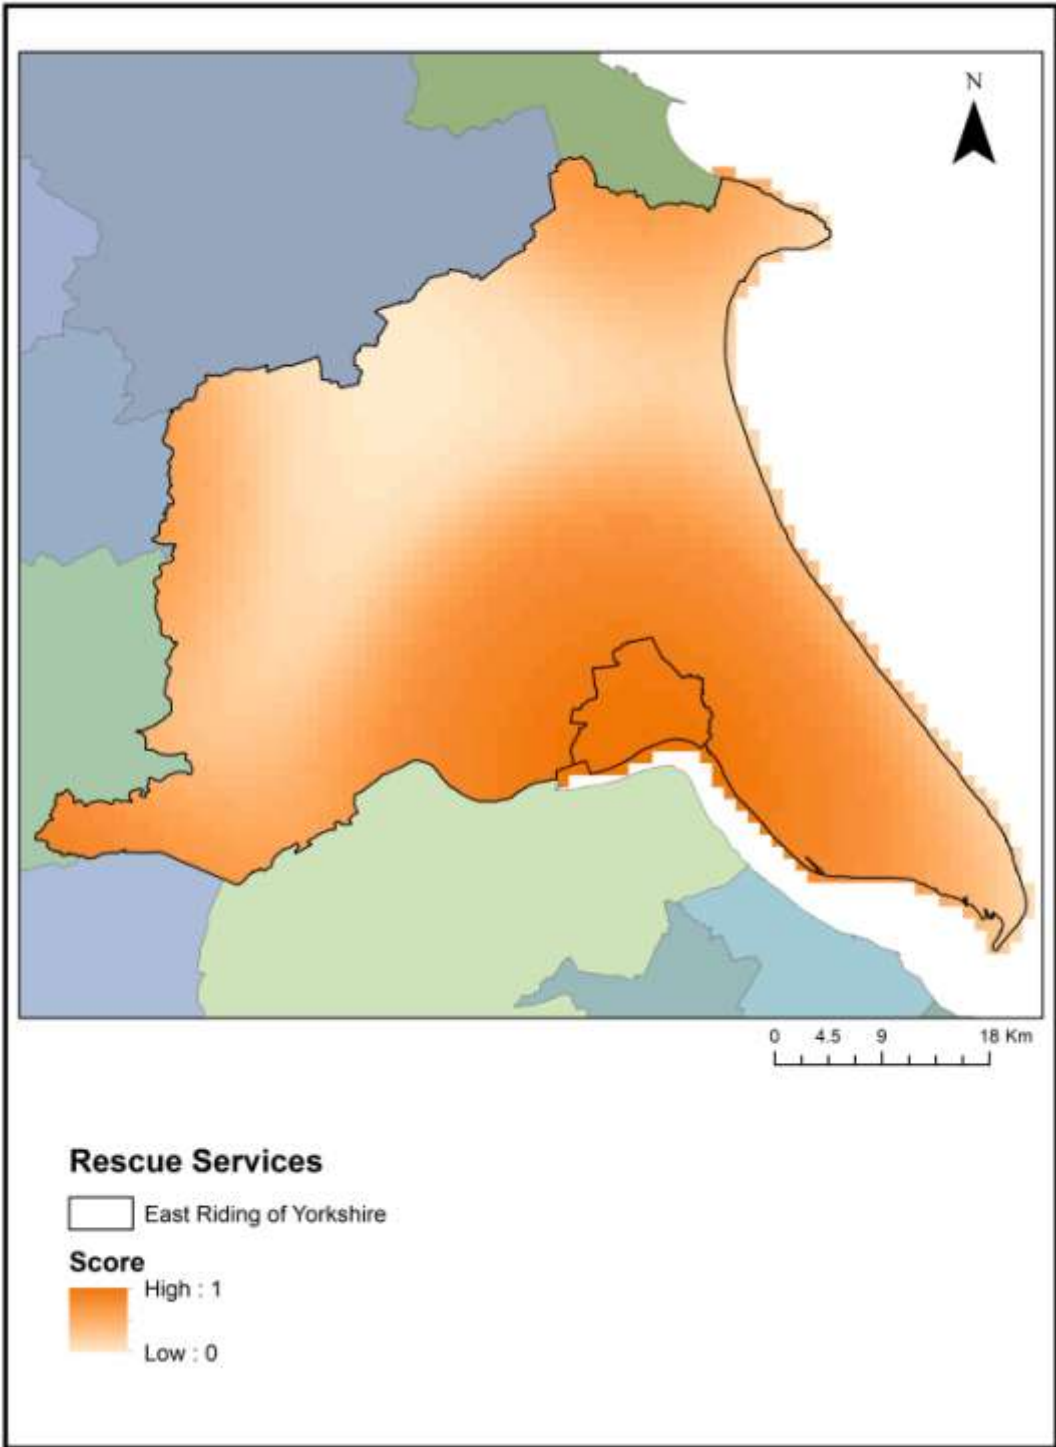 N
0 4.5 9 18 Km
Rescue Services
East Riding of Yorkshire
Score
High : 1
Low : 0